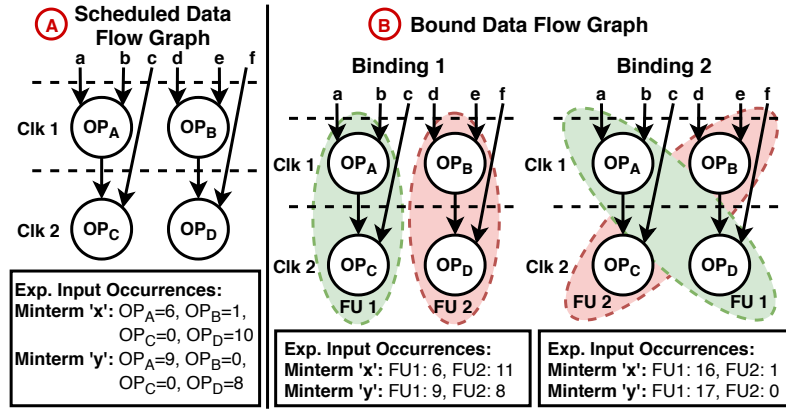 A Scheduled Data
Flow Graph
a b c d e f
Clk 1 OPA OPB
Clk 2 OPC OPD
Exp. Input Occurrences:
Minterm 'x': OPA=6, OPB=1,
OPC=0, OPD=10
Minterm 'y': OPA=9, OPB=0,
OPC=0, OPD=8
B Bound Data Flow Graph
Binding 1
a b c d e f
Clk 1 OPA OPB
Clk 2 OPC OPD
FU 1 FU 2
Exp. Input Occurrences:
Minterm 'x': FU1: 6, FU2: 11
Minterm 'y': FU1: 9, FU2: 8
Binding 2
a b c d e f
Clk 1 OPA OPB
Clk 2 OPC OPD
FU 2 FU 1
Exp. Input Occurrences:
Minterm 'x': FU1: 16, FU2: 1
Minterm 'y': FU1: 17, FU2: 0